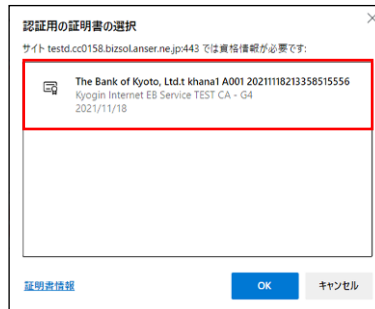 認証用の証明書の選択
サイト testd.cc0158.bizsol.anser.ne.jp:443 では資格情報が必要です:
The Bank of Kyoto, Ltd.t khana1 A001 20211118213358515556
Kyogin Internet EB Service TEST CA - G4
2021/11/18
証明書情報
OK
キャンセル